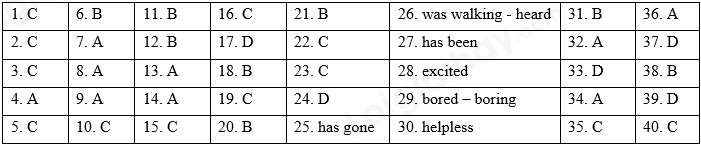 1. C 6. B 11. B 16. C 21. B 26. was walking - heard 31. B 36. A
2. C 7. A 12. B 17. D 22. C 27. has been 32. A 37. D
3. C 8. A 13. A 18. B 23. C 28. excited 33. D 38. B
4. A 9. A 14. A 19. C 24. D 29. bored – boring 34. A 39. D
5. C 10. C 15. C 20. B 25. has gone 30. helpless 35. C 40. C